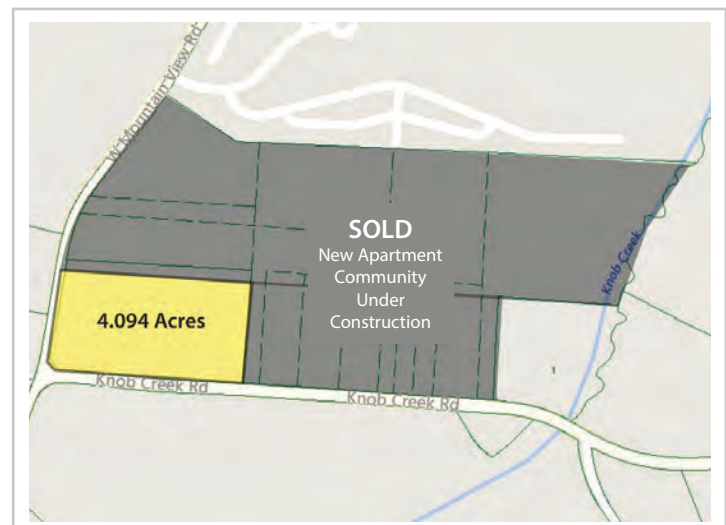 W Mountain View Rd
SOLD
New Apartment
Community
Under
Construction
Knob Creek
4.094 Acres
1
Knob Creek Rd
Knob Creek Rd